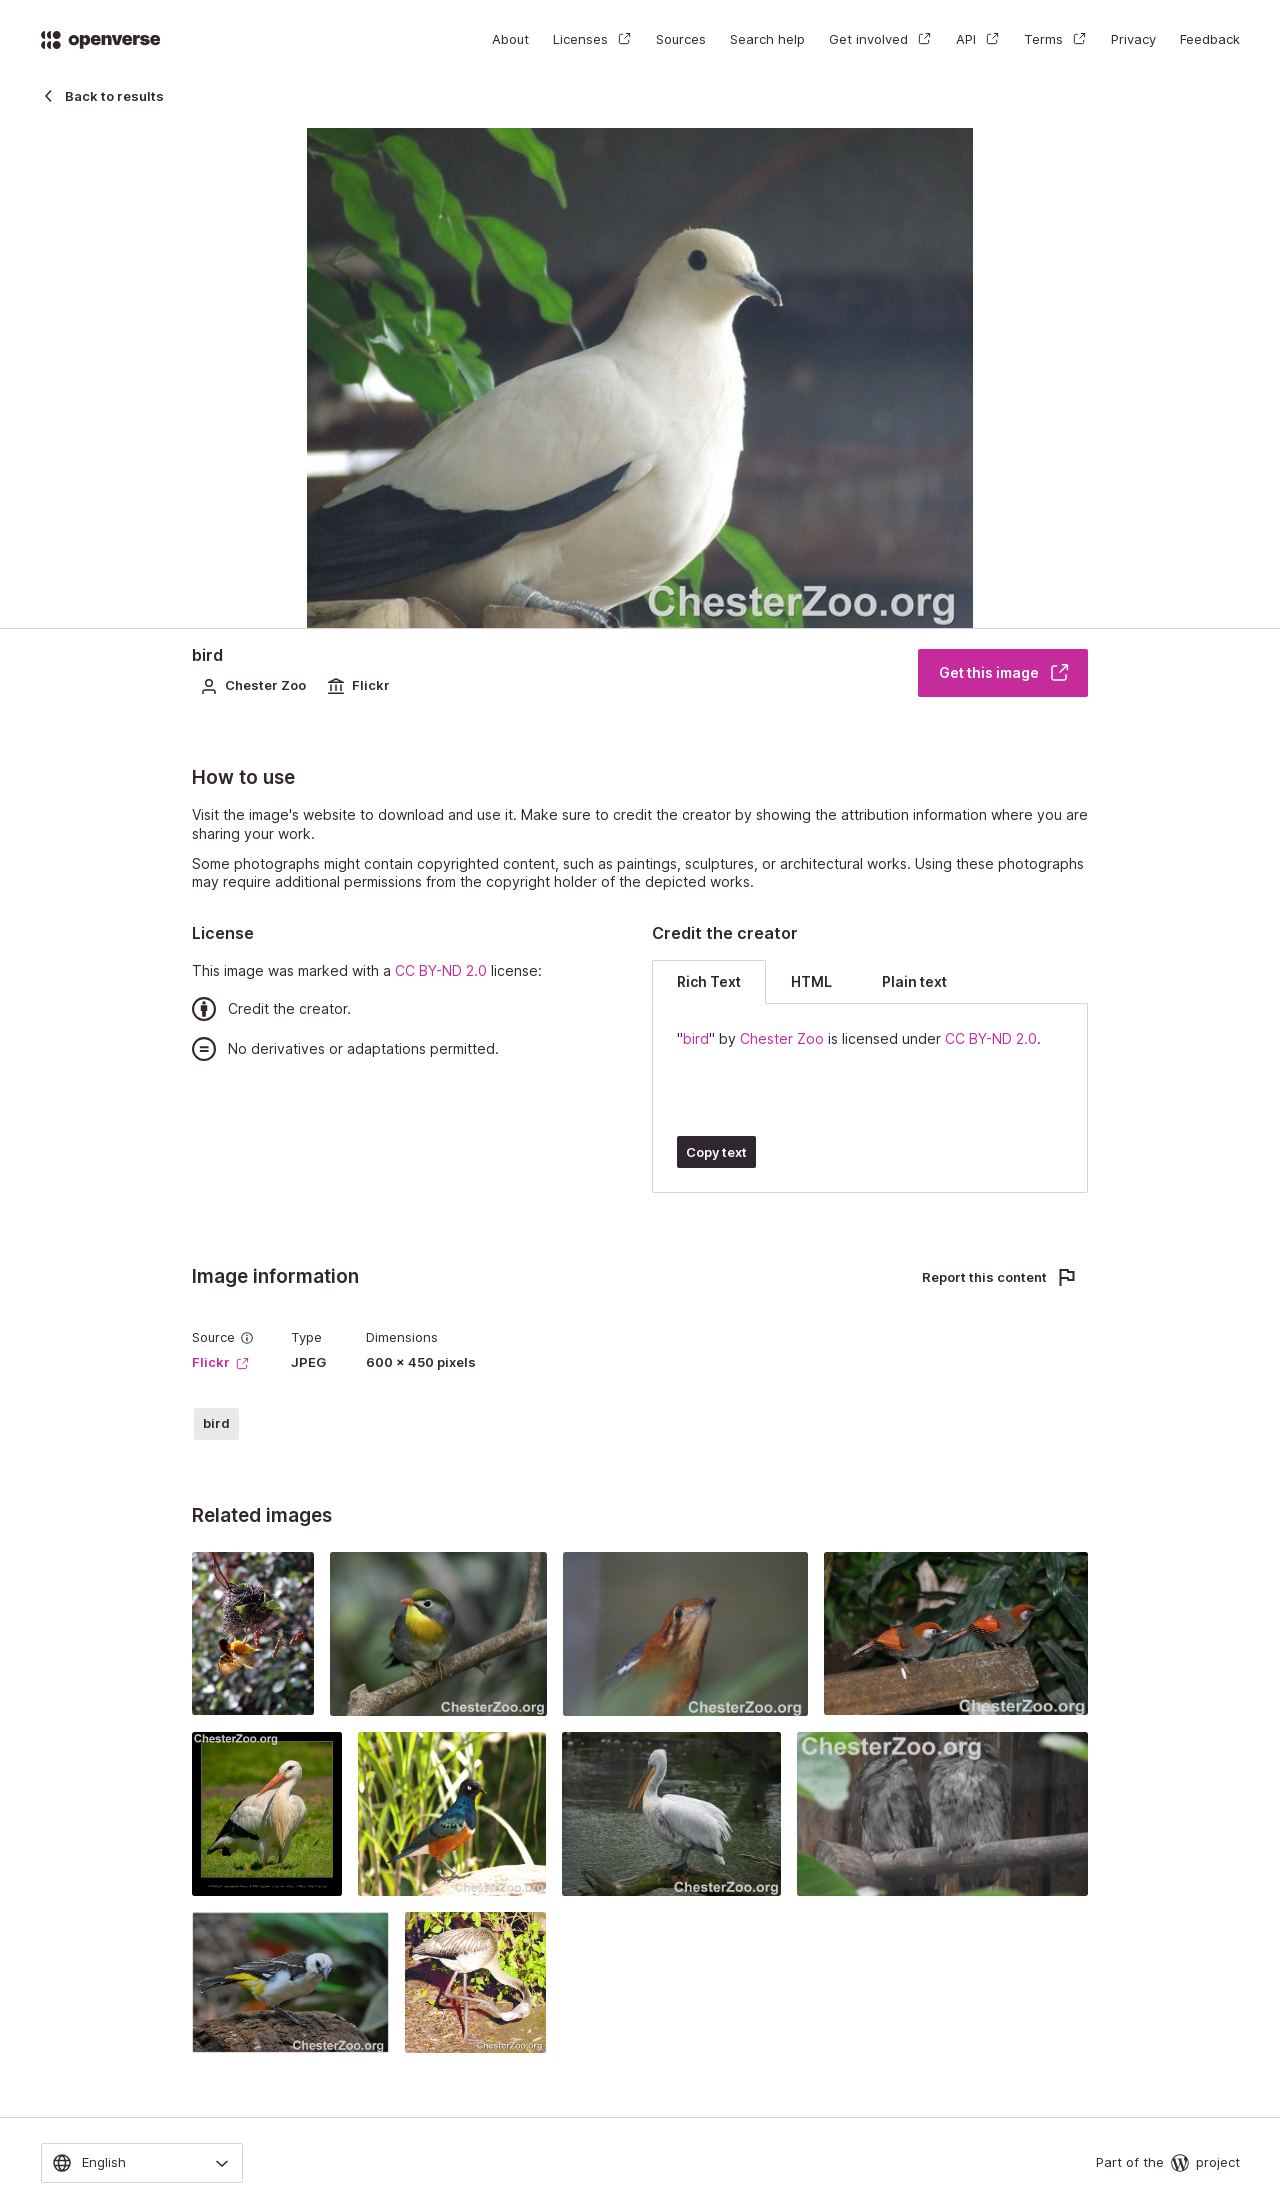 openverse
About
Licenses
Sources
Search help
Get involved
API
Terms
Privacy
Feedback
Back to results
ChesterZoo.org
bird
Chester Zoo
Flickr
Get this image
How to use
Visit the image's website to download and use it. Make sure to credit the creator by showing the attribution information where you are
sharing your work.
Some photographs might contain copyrighted content, such as paintings, sculptures, or architectural works. Using these photographs
may require additional permissions from the copyright holder of the depicted works.
License
This image was marked with a CC BY-ND 2.0 license:
Credit the creator.
No derivatives or adaptations permitted.
Credit the creator
Rich Text
HTML
Plain text
"bird" by Chester Zoo is licensed under CC BY-ND 2.0.
Copy text
Image information
Report this content
Source
Type
Dimensions
Flickr
JPEG
600 × 450 pixels
bird
Related images
ChesterZoo.org
ChesterZoo.org
ChesterZoo.org
ChesterZoo.org
ChesterZoo.org
ChesterZoo.org
ChesterZoo.org
ChesterZoo.org
ChesterZoo.org
English
Part of the
project